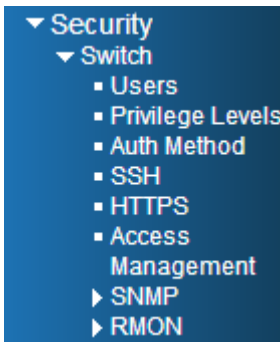 Security
Switch
Users
Privilege Levels
Auth Method
SSH
HTTPS
Access
Management
SNMP
RMON